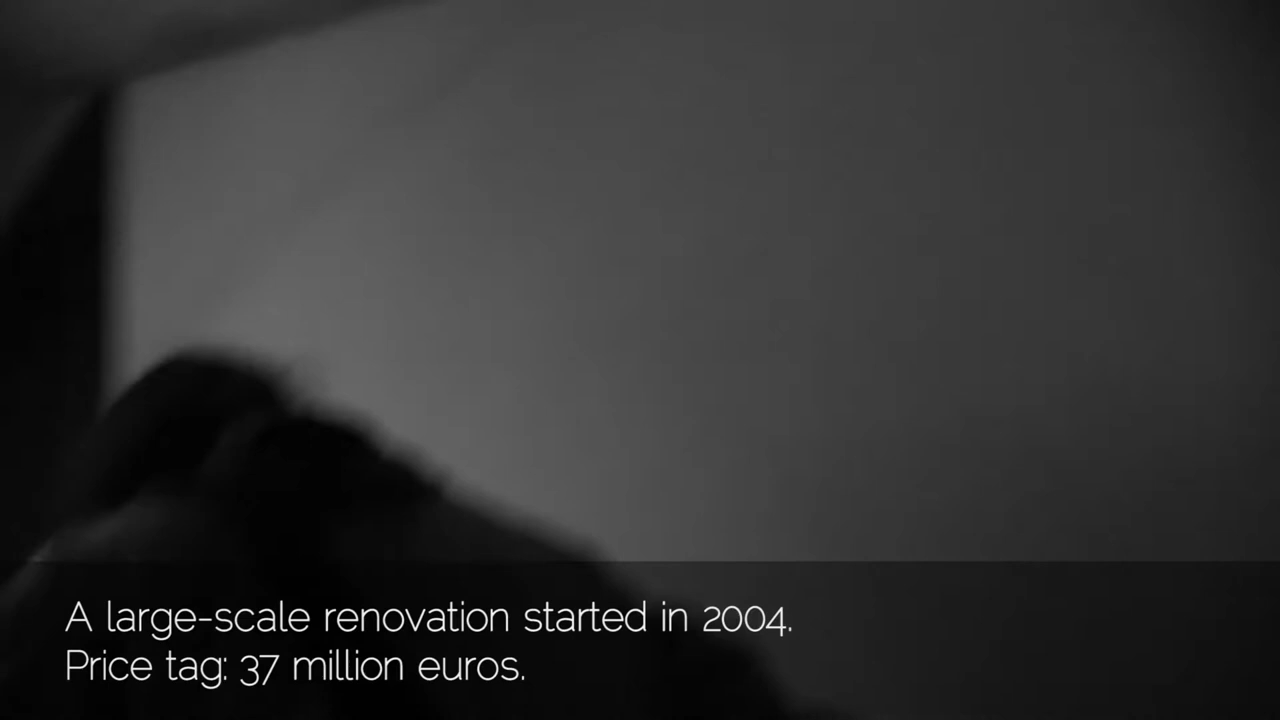 A large-scale renovation started in 2004.
Price tag: 37 million euros.